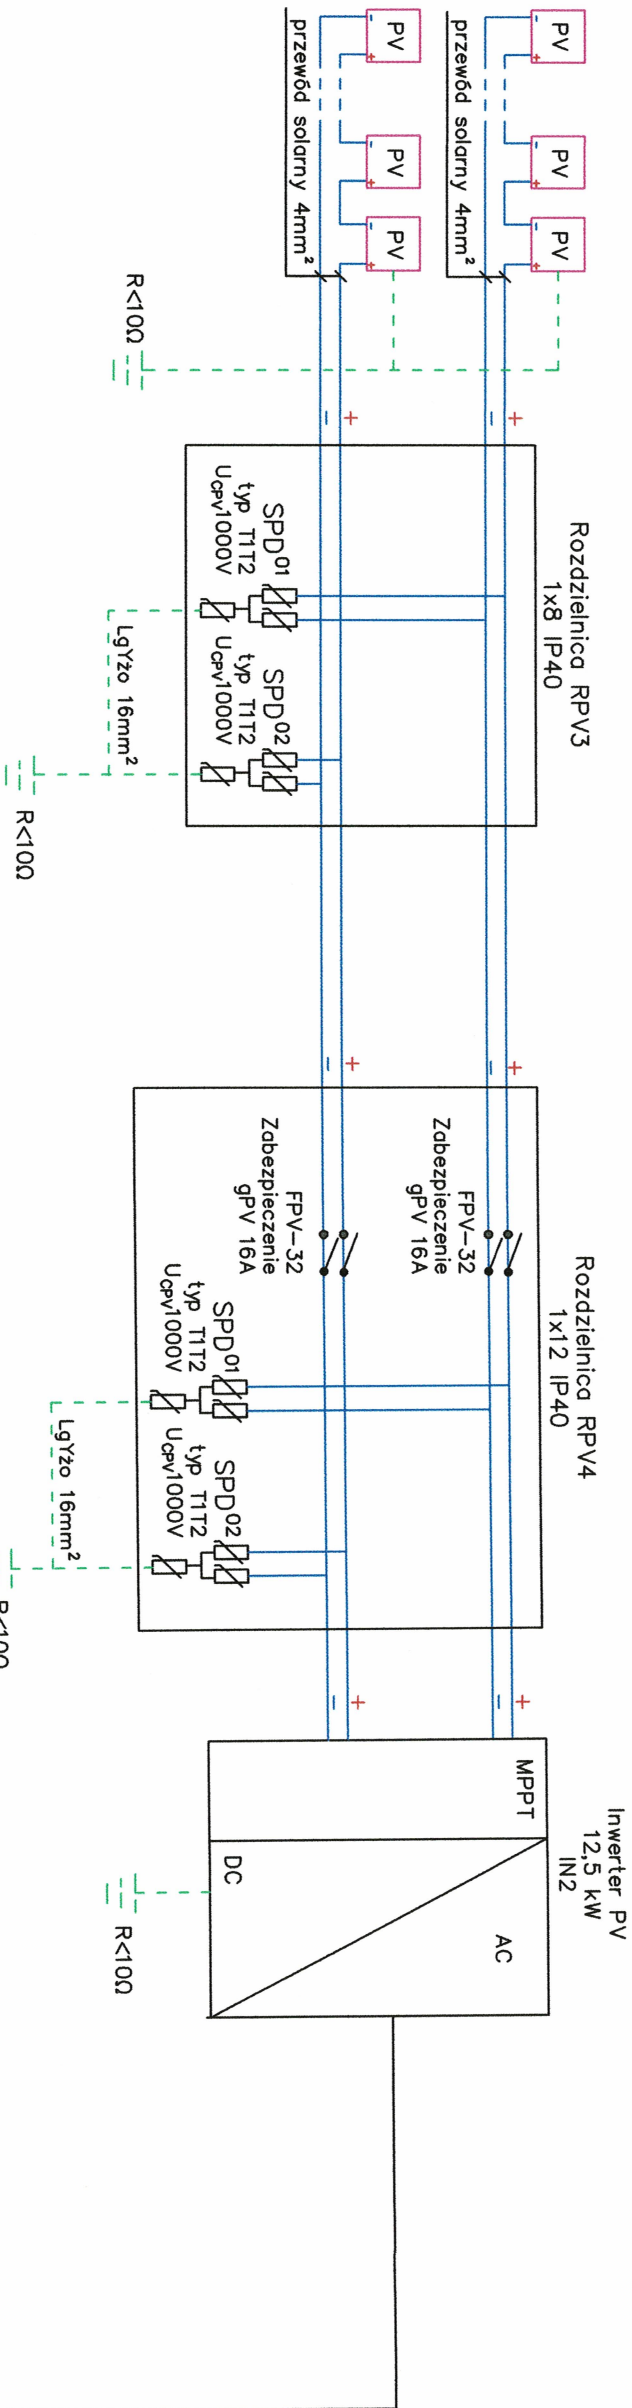 PV
PV
PV
- +
- +
- +
przewód solarny 4mm²
PV
PV
PV
- +
- +
- +
przewód solarny 4mm²
R<10Ω
+
-
+
-
Rozdzielnica RPV3
1x8 IP40
SPD01
typ T1T2
UCPV1000V
SPD02
typ T1T2
UCPV1000V
LgYżo 16mm²
R<10Ω
+
-
+
-
Rozdzielnica RPV4
1x12 IP40
FPV-32
Zabezpieczenie
gPV 16A
FPV-32
Zabezpieczenie
gPV 16A
SPD01
typ T1T2
UCPV1000V
SPD02
typ T1T2
UCPV1000V
LgYżo 16mm²
R<10Ω
+
-
+
-
Inwerter PV
12,5 kW
IN2
MPPT
DC
AC
R<10Ω